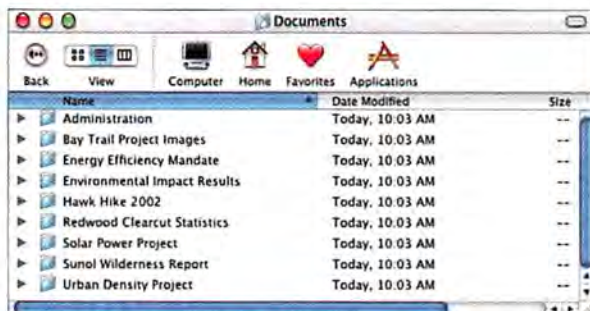 Documents
Back View Computer Home Favorites Applications
Name Date Modified Size
Administration Today, 10:03 AM --
Bay Trail Project Images Today, 10:03 AM --
Energy Efficiency Mandate Today, 10:03 AM --
Environmental Impact Results Today, 10:03 AM --
Hawk Hike 2002 Today, 10:03 AM --
Redwood Clearcut Statistics Today, 10:03 AM --
Solar Power Project Today, 10:03 AM --
Sunol Wilderness Report Today, 10:03 AM --
Urban Density Project Today, 10:03 AM --